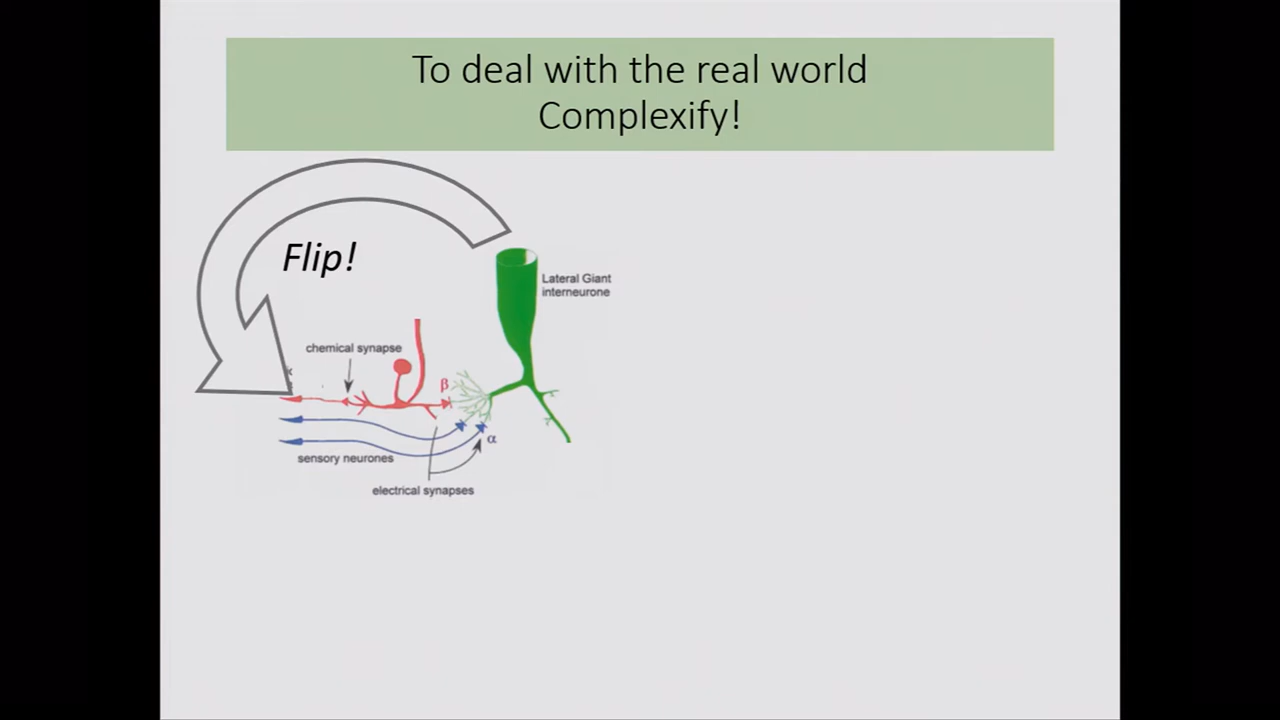 To deal with the real world
Complexify!
Flip!
Lateral Giant
interneurone
chemical synapse
β
α
sensory neurones
electrical synapses